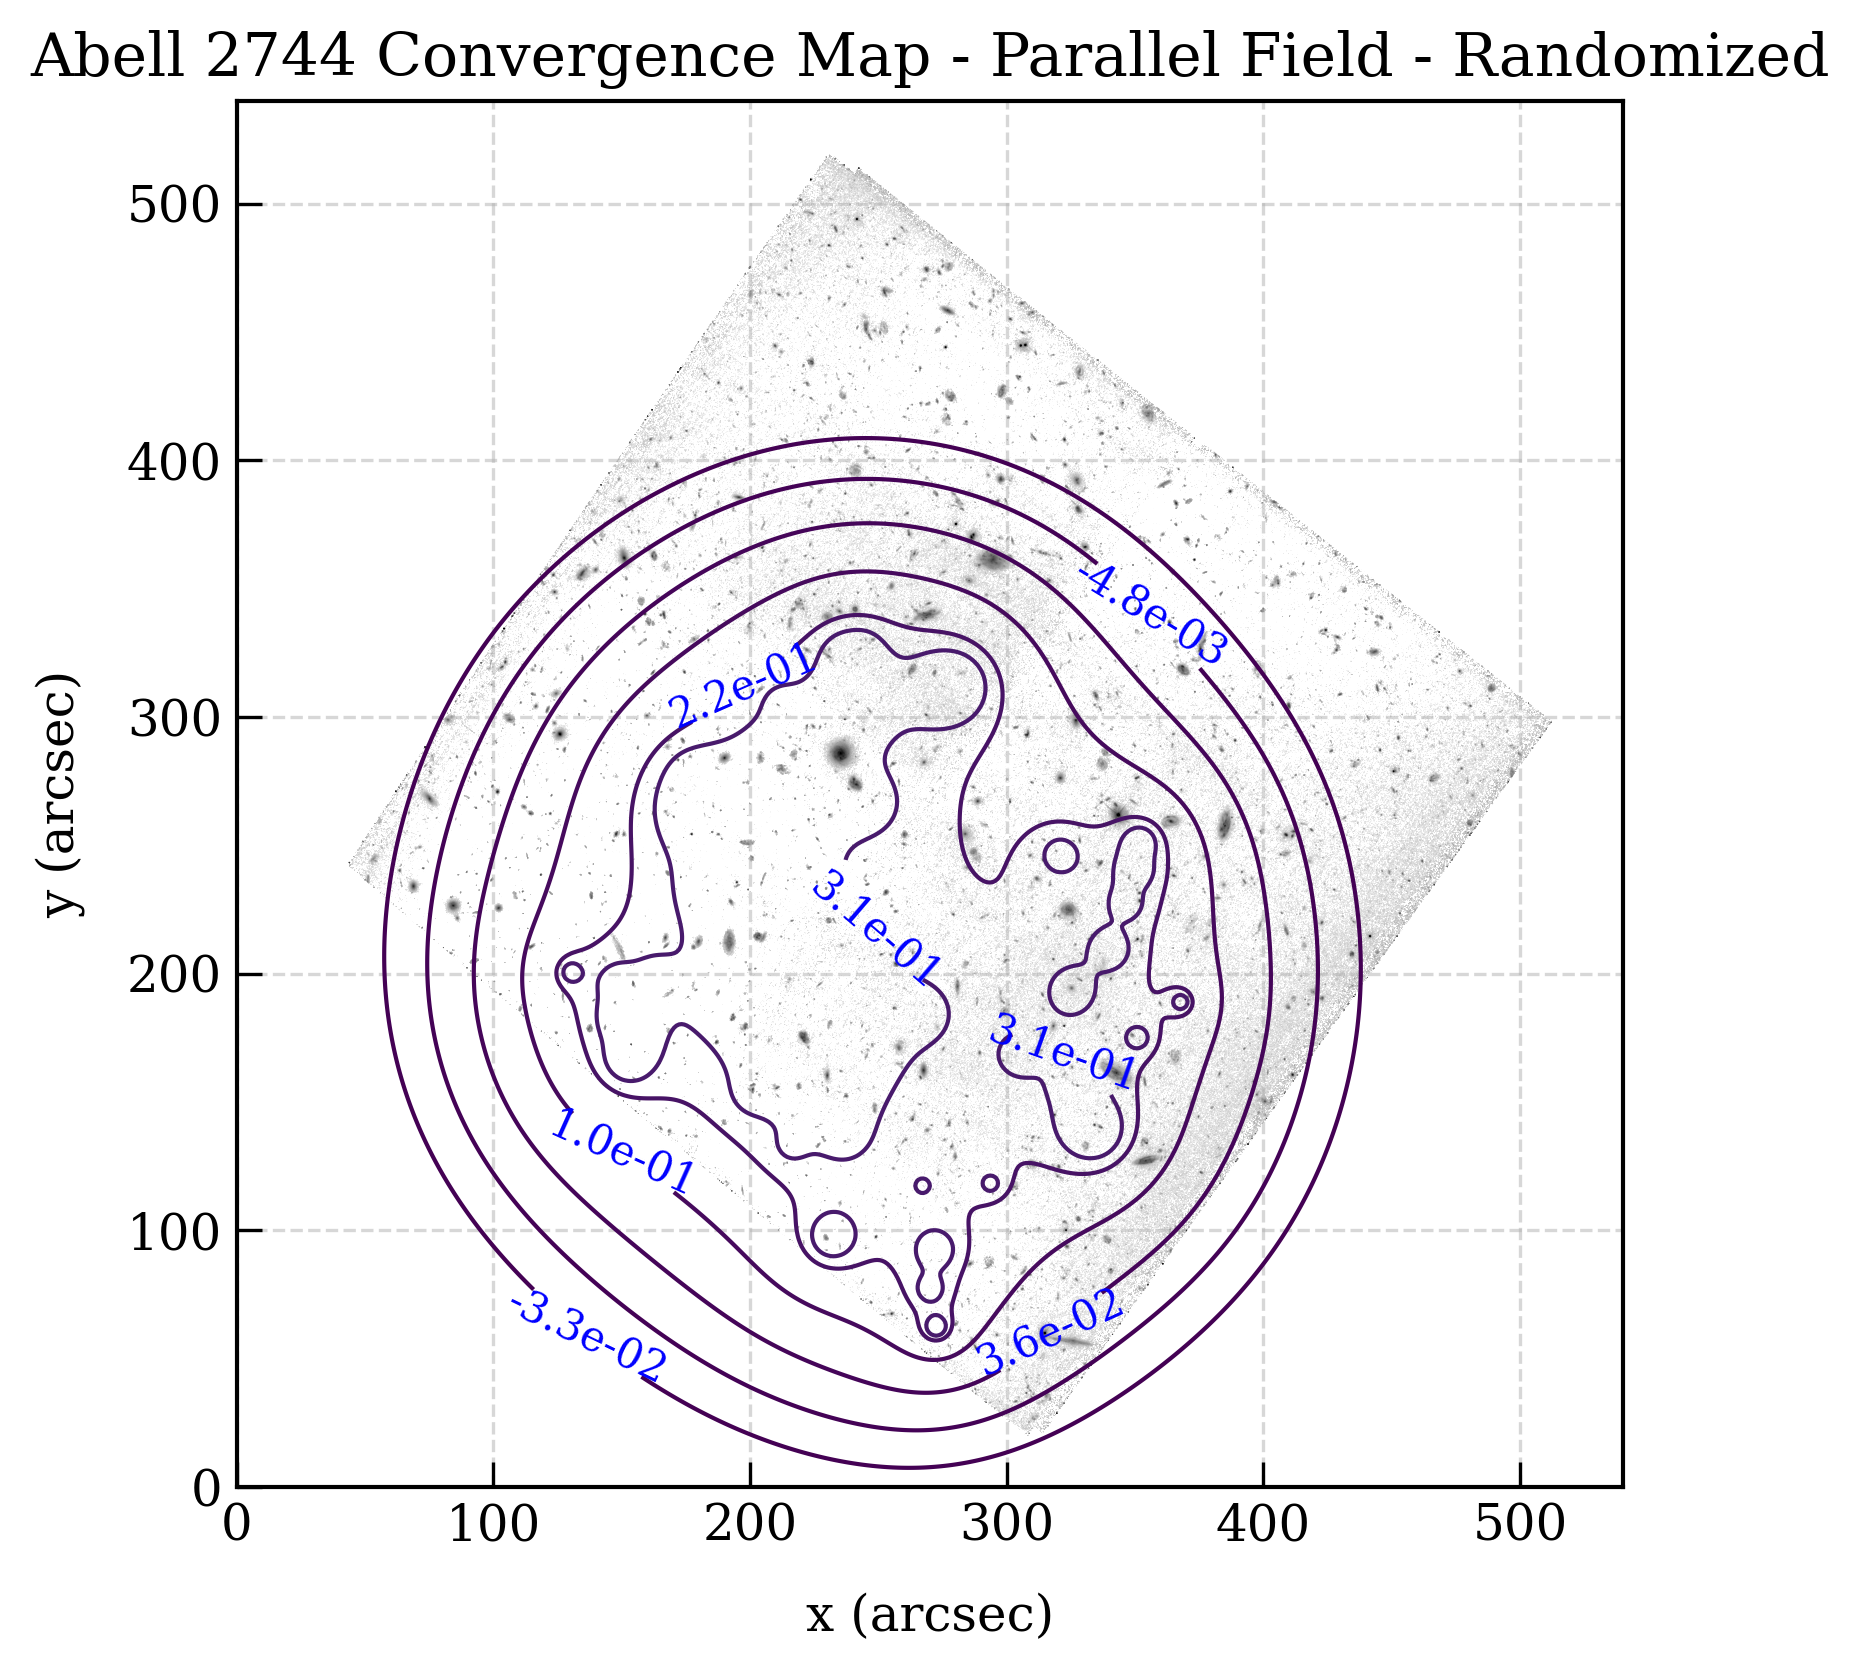 Abell 2744 Convergence Map - Parallel Field - Randomized
y (arcsec)
500
400
300
200
100
0
-4.8e-03
2.2e-01
3.1e-01
3.1e-01
1.0e-01
-3.3e-02
3.6e-02
0 100 200 300 400 500
x (arcsec)